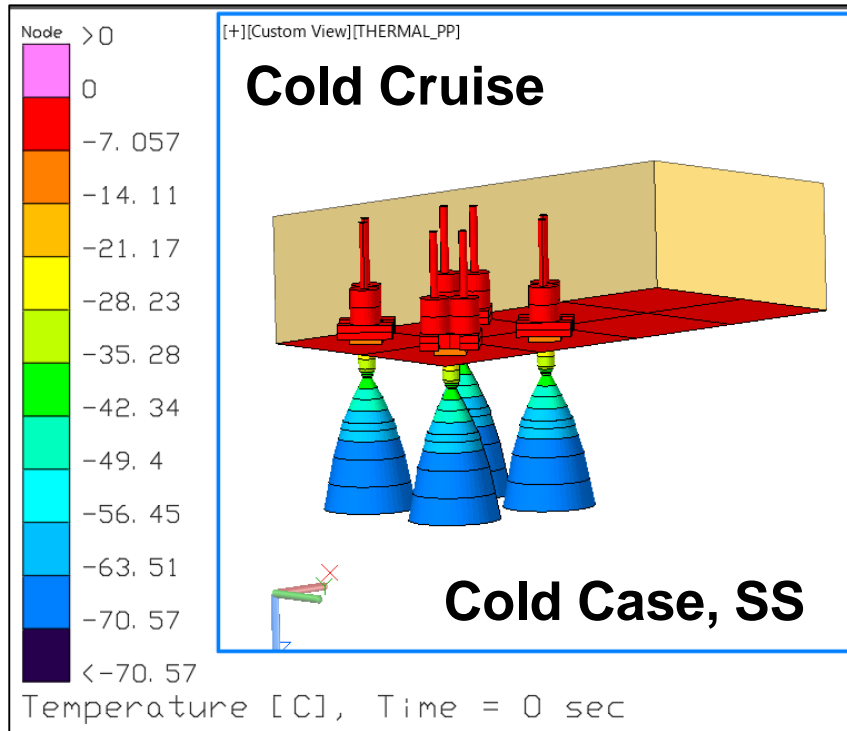 Node >0
0
-7. 057
-14. 11
-21. 17
-28. 23
-35. 28
-42. 34
-49. 4
-56. 45
-63. 51
-70. 57
<-70. 57
Temperature [C], Time = 0 sec
[+][Custom View][THERMAL_PP]
Cold Cruise
X
Z
Cold Case, SS